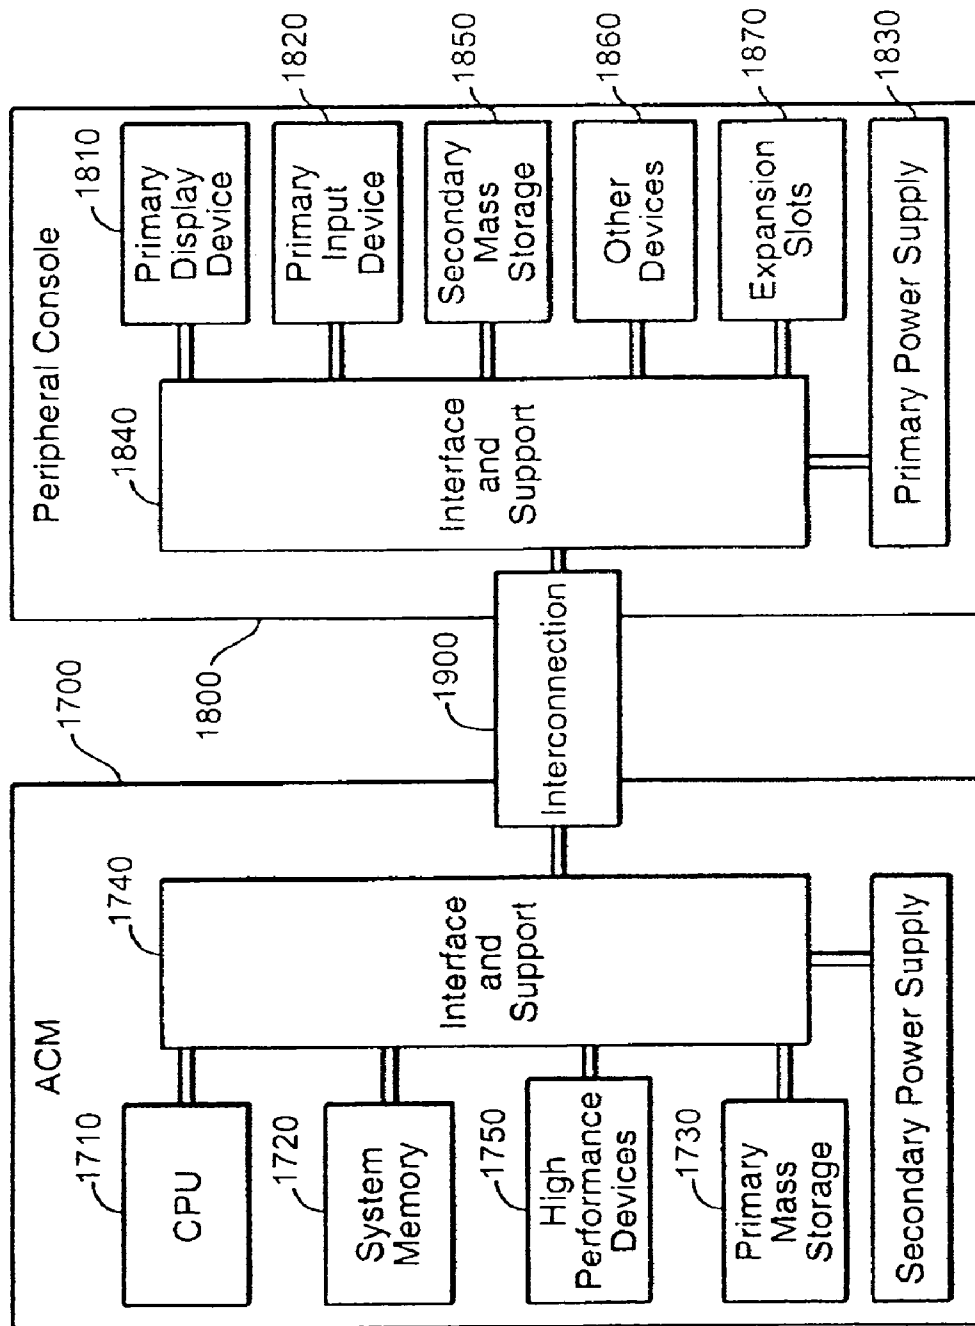 ACM
1700
1710
CPU
1720
System
Memory
1750
High
Performance
Devices
1730
Primary
Mass
Storage
1740
Interface
and
Support
Secondary Power Supply
1900
Interconnection
Peripheral Console
1800
1840
Interface
and
Support
1810
Primary
Display
Device
1820
Primary
Input
Device
1850
Secondary
Mass
Storage
1860
Other
Devices
1870
Expansion
Slots
1830
Primary Power Supply